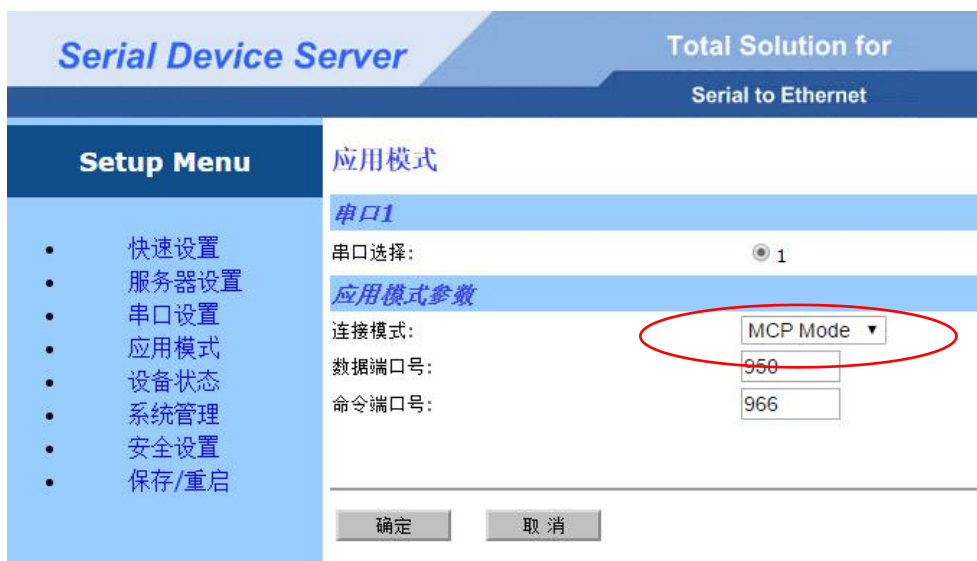 Serial Device Server
Total Solution for
Serial to Ethernet
Setup Menu
快速设置
服务器设置
串口设置
应用模式
设备状态
系统管理
安全设置
保存/重启
应用模式
串口1
串口选择: 1
应用模式参数
连接模式: MCP Mode
数据端口号: 950
命令端口号: 966
确定 取 消